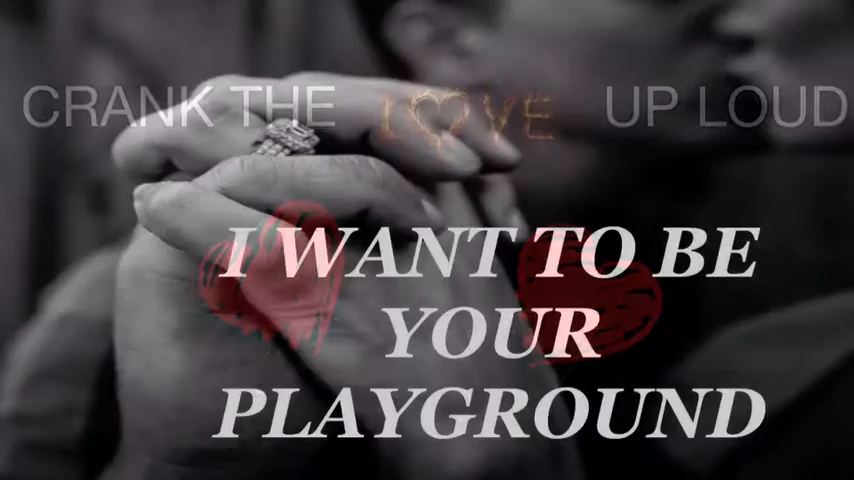 CRANK THE LOVE UP LOUD
I WANT TO BE
YOUR
PLAYGROUND